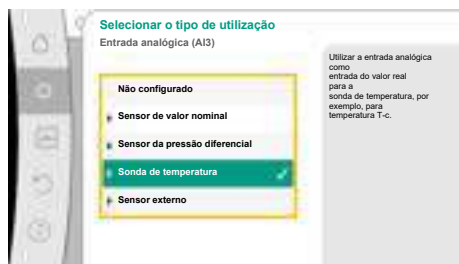 Selecionar o tipo de utilização
Entrada analógica (AI3)
Não configurado
Sensor de valor nominal
Sensor da pressão diferencial
Sonda de temperatura
Sensor externo
Utilizar a entrada analógica
como
entrada do valor real
para a
sonda de temperatura, por
exemplo, para
temperatura T-c.